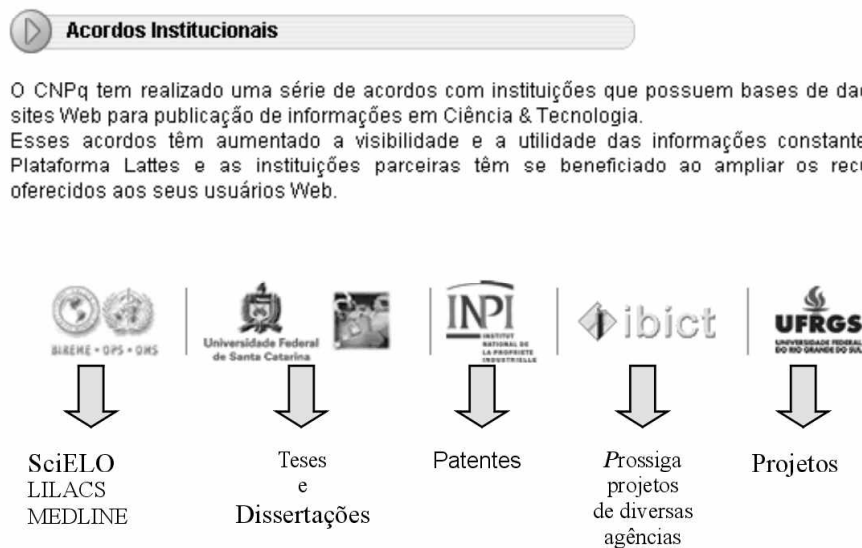 Acordos Institucionais
O CNPq tem realizado uma série de acordos com instituições que possuem bases de dad
sites Web para publicação de informações em Ciência & Tecnologia.
Esses acordos têm aumentado a visibilidade e a utilidade das informações constante
Plataforma Lattes e as instituições parceiras têm se beneficiado ao ampliar os recu
oferecidos aos seus usuários Web.
BIREME • OPS • OMS
Universidade Federal
de Santa Catarina
INPI
INSTITUT
NATIONAL DE
LA PROPRIETE
INDUSTRIELLE
ibict
UFRGS
UNIVERSIDADE FEDERAL
DO RIO GRANDE DO SUL
SciELO
LILACS
MEDLINE
Teses
e
Dissertações
Patentes
Prossiga
projetos
de diversas
agências
Projetos